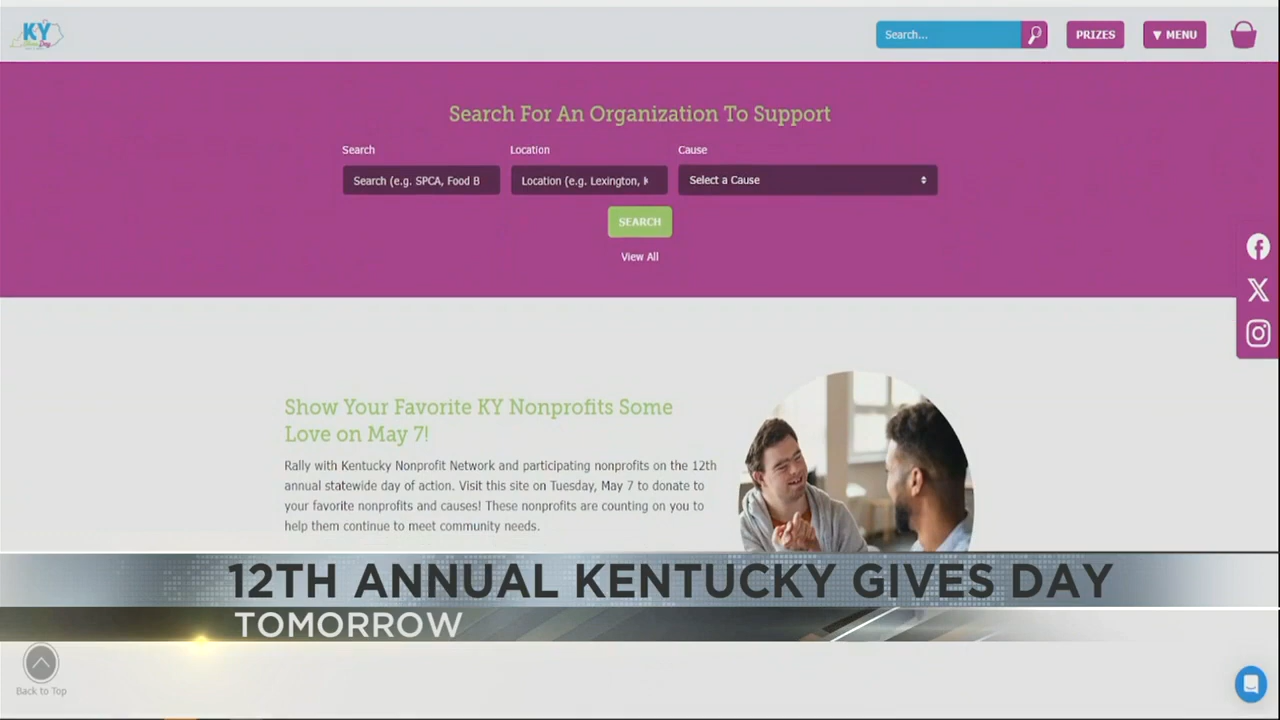 KY
Search...
PRIZES
▼ MENU
Search For An Organization To Support
Search
Location
Cause
Search (e.g. SPCA, Food B
Location (e.g. Lexington, K
Select a Cause
SEARCH
View All
Show Your Favorite KY Nonprofits Some
Love on May 7!
Rally with Kentucky Nonprofit Network and participating nonprofits on the 12th
annual statewide day of action. Visit this site on Tuesday, May 7 to donate to
your favorite nonprofits and causes! These nonprofits are counting on you to
help them continue to meet community needs.
12TH ANNUAL KENTUCKY GIVES DAY
TOMORROW
Back to Top